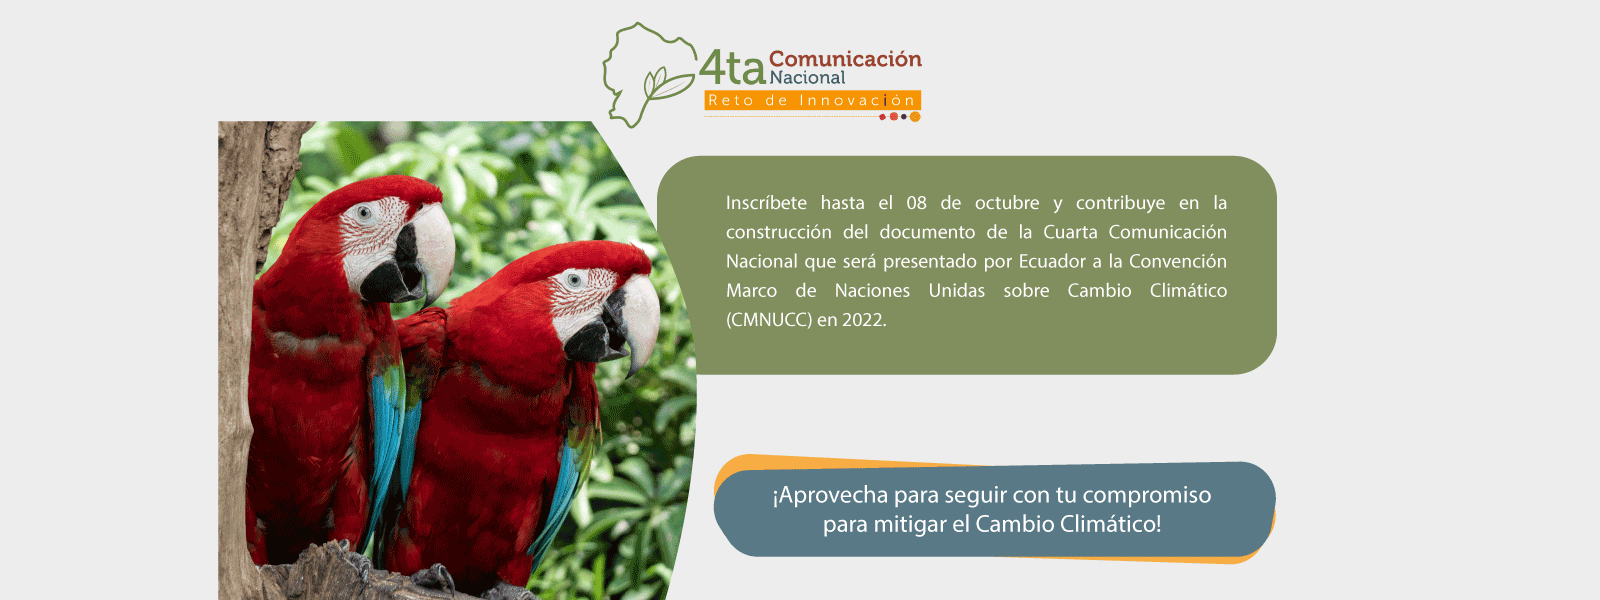 4ta Comunicación
Nacional
Reto de Innovación
Inscríbete hasta el 08 de octubre y contribuye en la
construcción del documento de la Cuarta Comunicación
Nacional que será presentado por Ecuador a la Convención
Marco de Naciones Unidas sobre Cambio Climático
(CMNUCC) en 2022.
¡Aprovecha para seguir con tu compromiso
para mitigar el Cambio Climático!